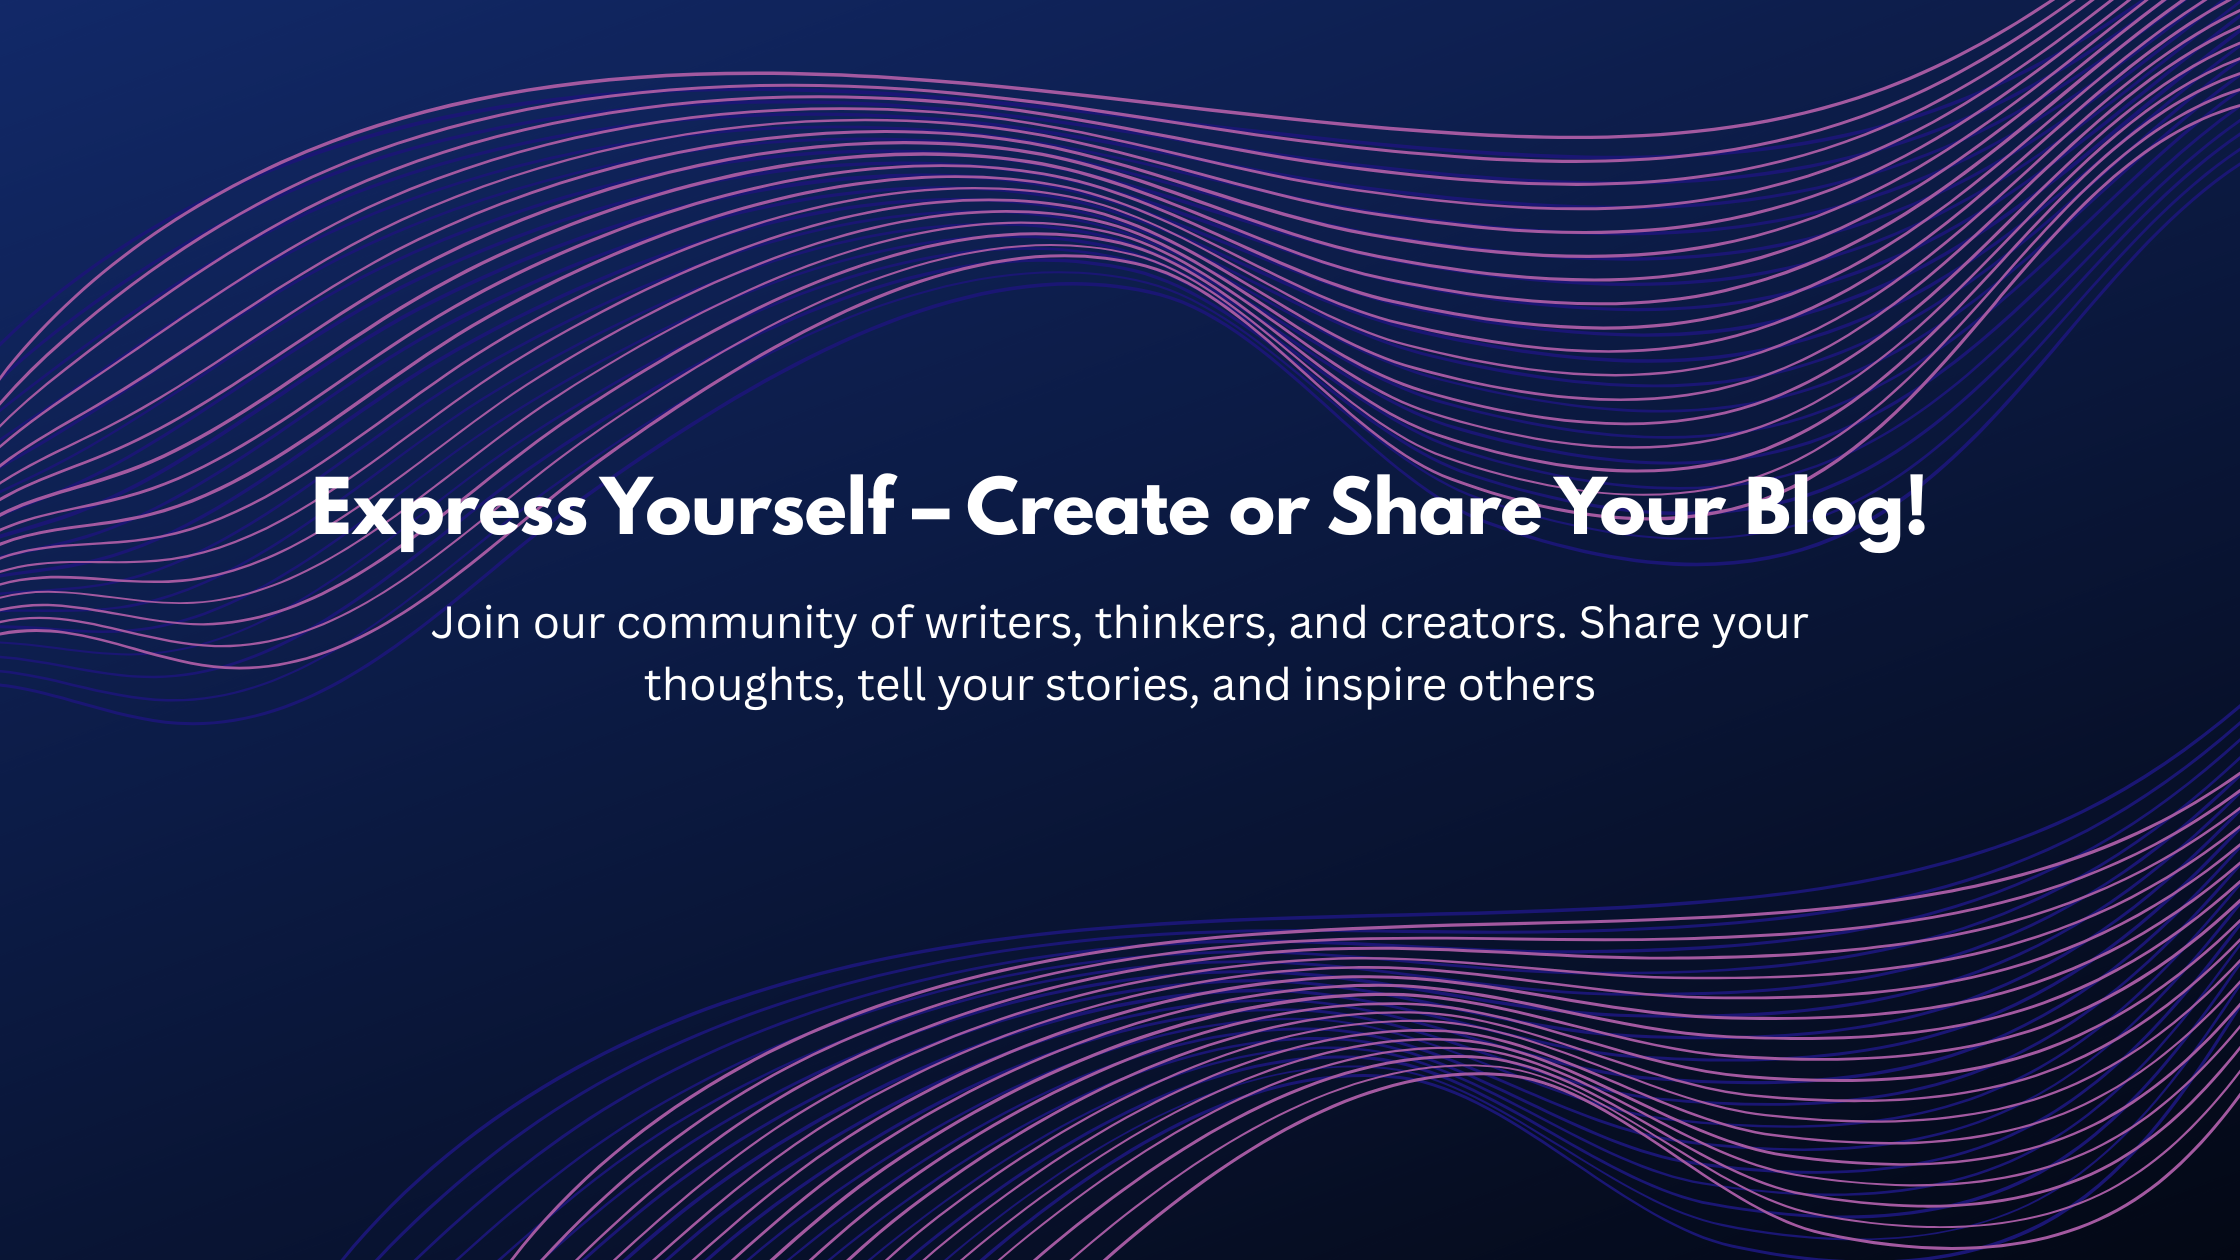 Express Yourself – Create or Share Your Blog!
Join our community of writers, thinkers, and creators. Share your
thoughts, tell your stories, and inspire others